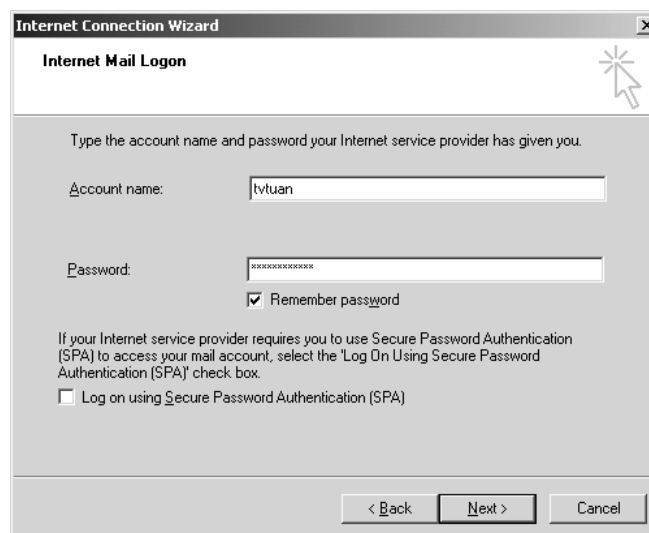 Internet Connection Wizard
Internet Mail Logon
Type the account name and password your Internet service provider has given you.
Account name:
tvtuan
Password:
************
Remember password
If your Internet service provider requires you to use Secure Password Authentication
(SPA) to access your mail account, select the 'Log On Using Secure Password
Authentication (SPA)' check box.
Log on using Secure Password Authentication (SPA)
< Back
Next >
Cancel